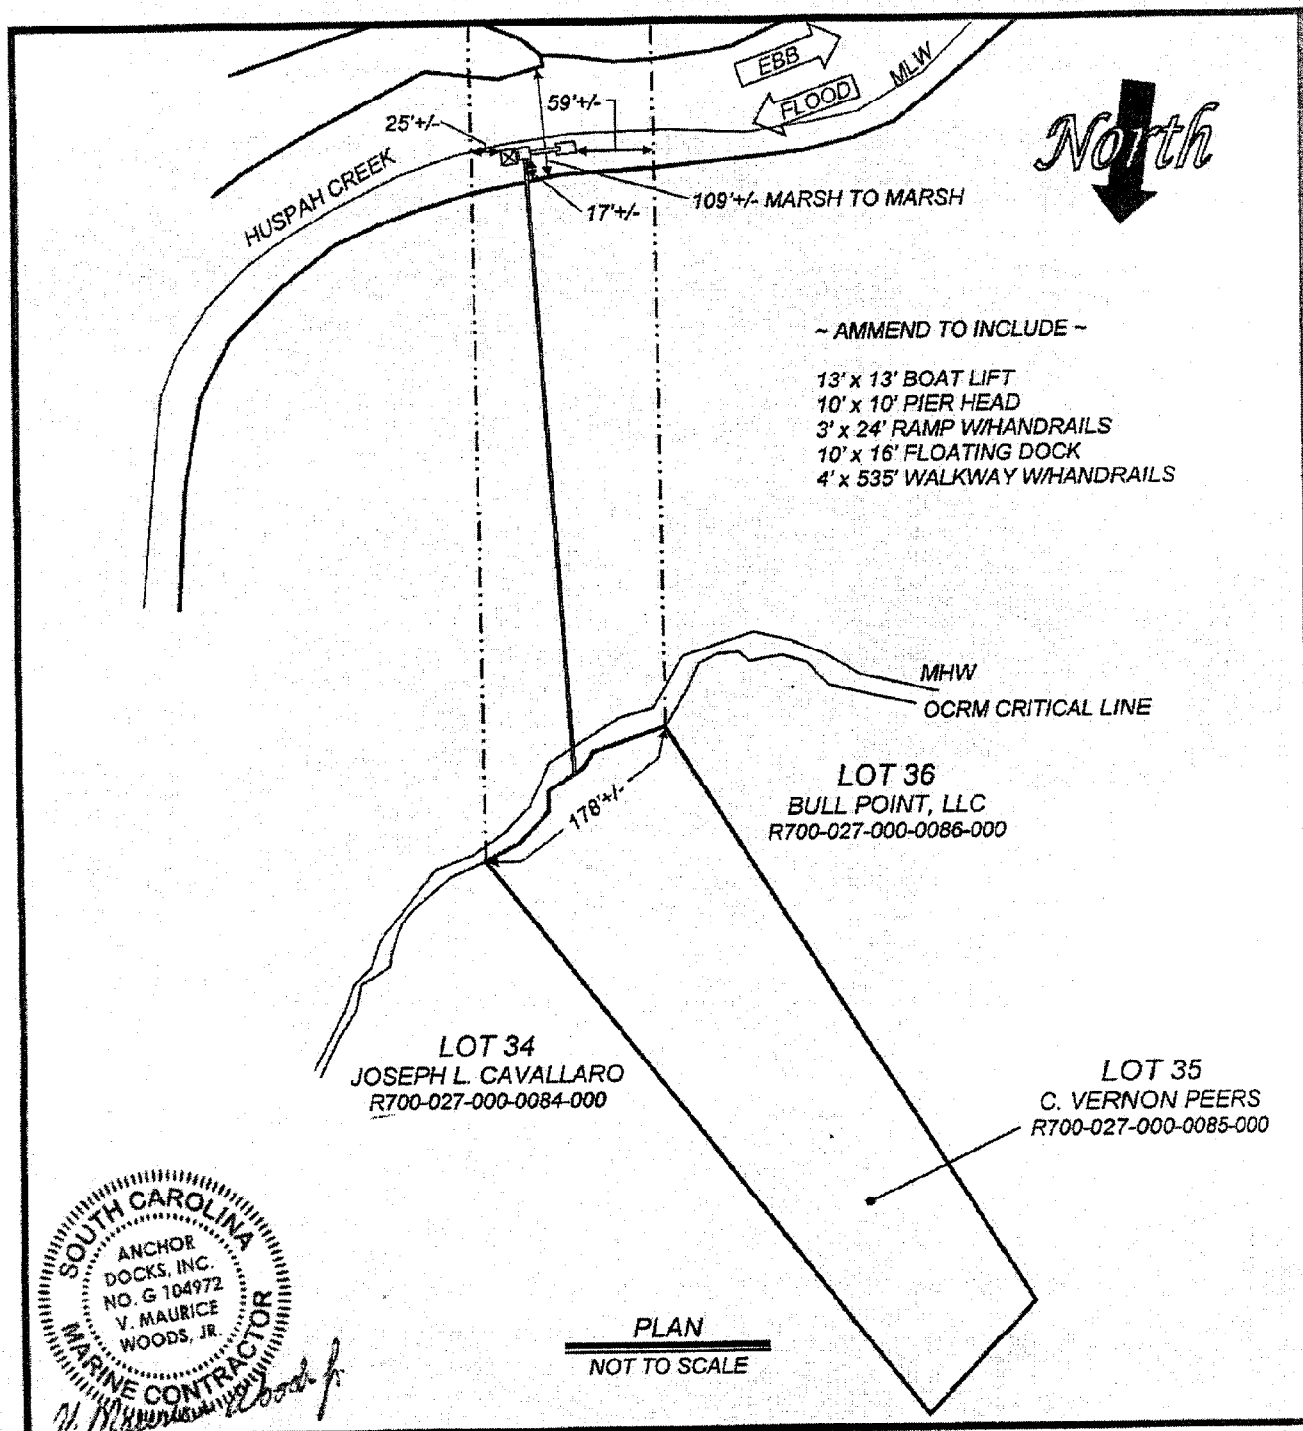 EBB
FLOOD
MLW
North
59'+/-
25'+/-
HUSPAH CREEK
17'+/-
109'+/- MARSH TO MARSH
~ AMMEND TO INCLUDE ~
13' x 13' BOAT LIFT
10' x 10' PIER HEAD
3' x 24' RAMP W/HANDRAILS
10' x 16' FLOATING DOCK
4' x 535' WALKWAY W/HANDRAILS
MHW
OCRM CRITICAL LINE
178'+/-
LOT 36
BULL POINT, LLC
R700-027-000-0086-000
LOT 34
JOSEPH L. CAVALLARO
R700-027-000-0084-000
LOT 35
C. VERNON PEERS
R700-027-000-0085-000
SOUTH CAROLINA
ANCHOR
DOCKS, INC.
NO. G 104972
V. MAURICE
WOODS, JR.
MARINE CONTRACTOR
V. Maurice Woods Jr
PLAN
NOT TO SCALE